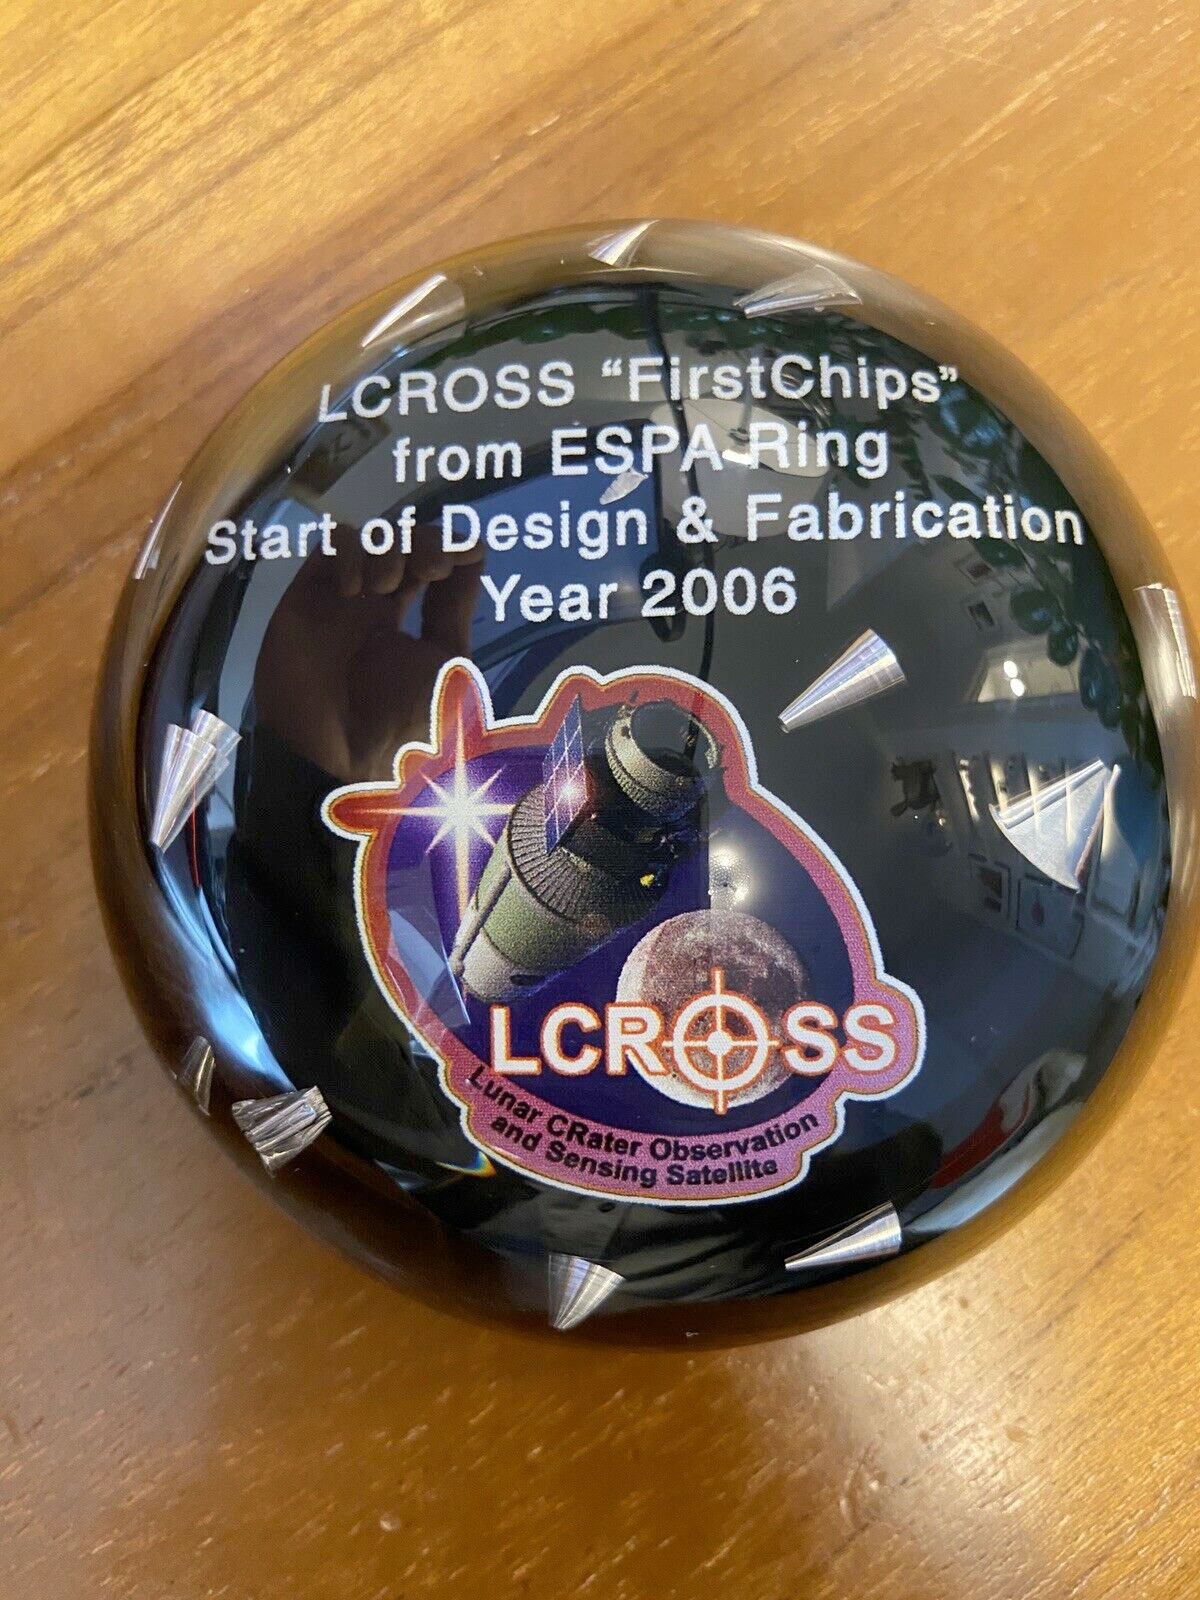 LCROSS “FirstChips”
from ESPA Ring
Start of Design & Fabrication
Year 2006
LCROSS
Lunar CRater Observation
and Sensing Satellite